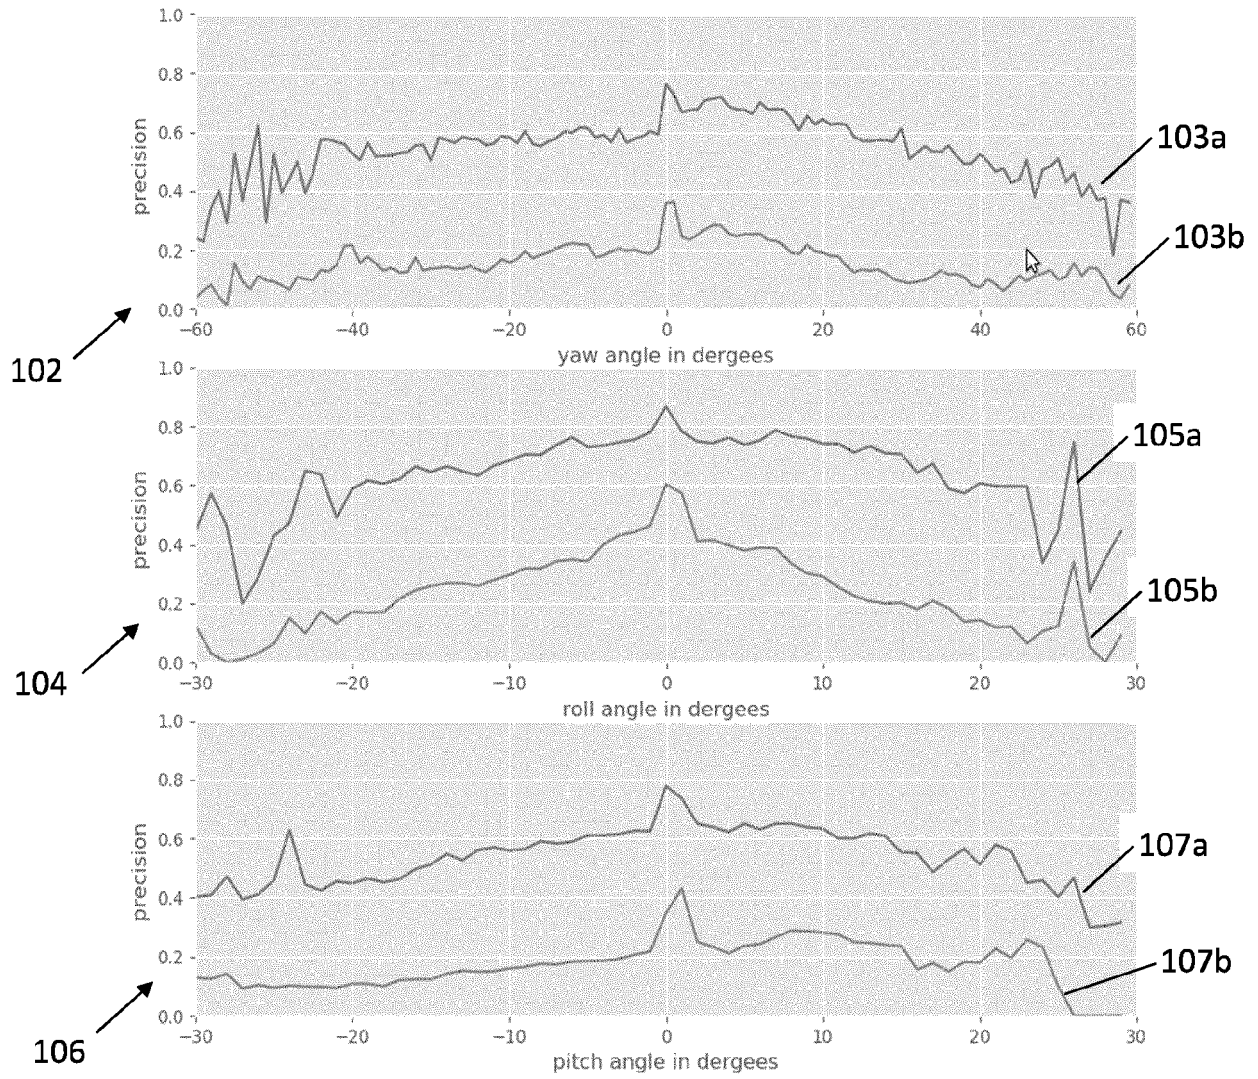 1.0
0.8
0.6
0.4
0.2
0.0
precision
103a
103b
102
−60 −40 −20 0 20 40 60
yaw angle in dergees
1.0
0.8
0.6
0.4
0.2
0.0
precision
105a
105b
104
−30 −20 −10 0 10 20 30
roll angle in dergees
1.0
0.8
0.6
0.4
0.2
0.0
precision
107a
107b
106
−30 −20 −10 0 10 20 30
pitch angle in dergees